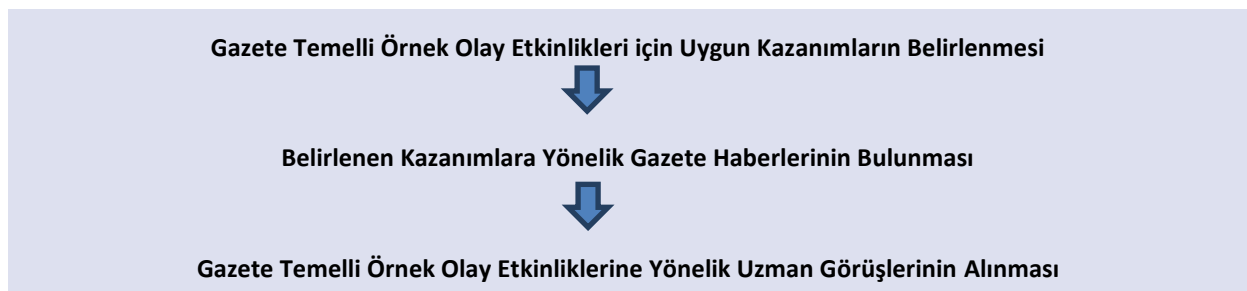 Gazete Temelli Örnek Olay Etkinlikleri için Uygun Kazanımların Belirlenmesi
Belirlenen Kazanımlara Yönelik Gazete Haberlerinin Bulunması
Gazete Temelli Örnek Olay Etkinliklerine Yönelik Uzman Görüşlerinin Alınması